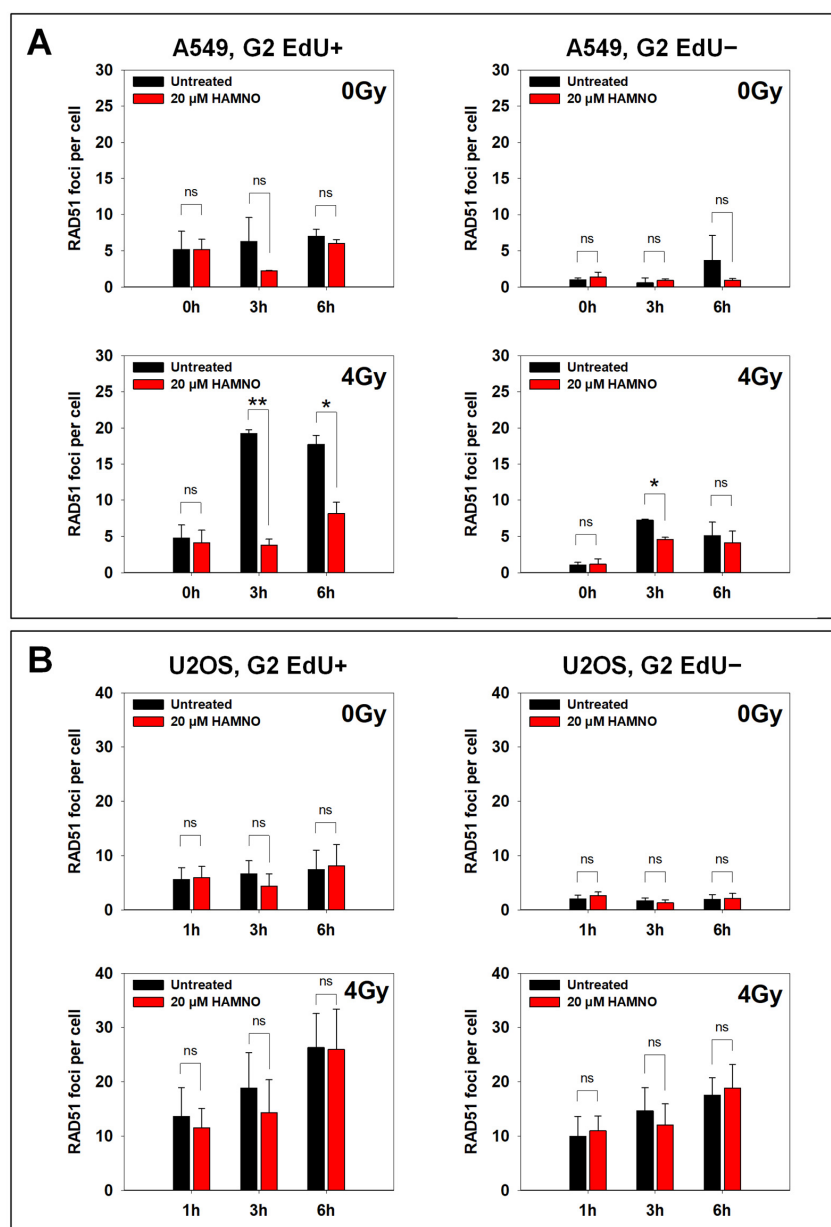 A
A549, G2 EdU+
RAD51 foci per cell
30
25
20
15
10
5
0
Untreated
20 µM HAMNO
0Gy
ns
ns
ns
0h
3h
6h
A549, G2 EdU−
RAD51 foci per cell
30
25
20
15
10
5
0
Untreated
20 µM HAMNO
0Gy
ns
ns
ns
0h
3h
6h
RAD51 foci per cell
30
25
20
15
10
5
0
Untreated
20 µM HAMNO
4Gy
ns
**
*
0h
3h
6h
RAD51 foci per cell
30
25
20
15
10
5
0
Untreated
20 µM HAMNO
4Gy
ns
*
ns
0h
3h
6h
B
U2OS, G2 EdU+
RAD51 foci per cell
40
30
20
10
0
Untreated
20 µM HAMNO
0Gy
ns
ns
ns
1h
3h
6h
U2OS, G2 EdU−
RAD51 foci per cell
40
30
20
10
0
Untreated
20 µM HAMNO
0Gy
ns
ns
ns
1h
3h
6h
RAD51 foci per cell
40
30
20
10
0
Untreated
20 µM HAMNO
4Gy
ns
ns
ns
1h
3h
6h
RAD51 foci per cell
40
30
20
10
0
Untreated
20 µM HAMNO
4Gy
ns
ns
ns
1h
3h
6h